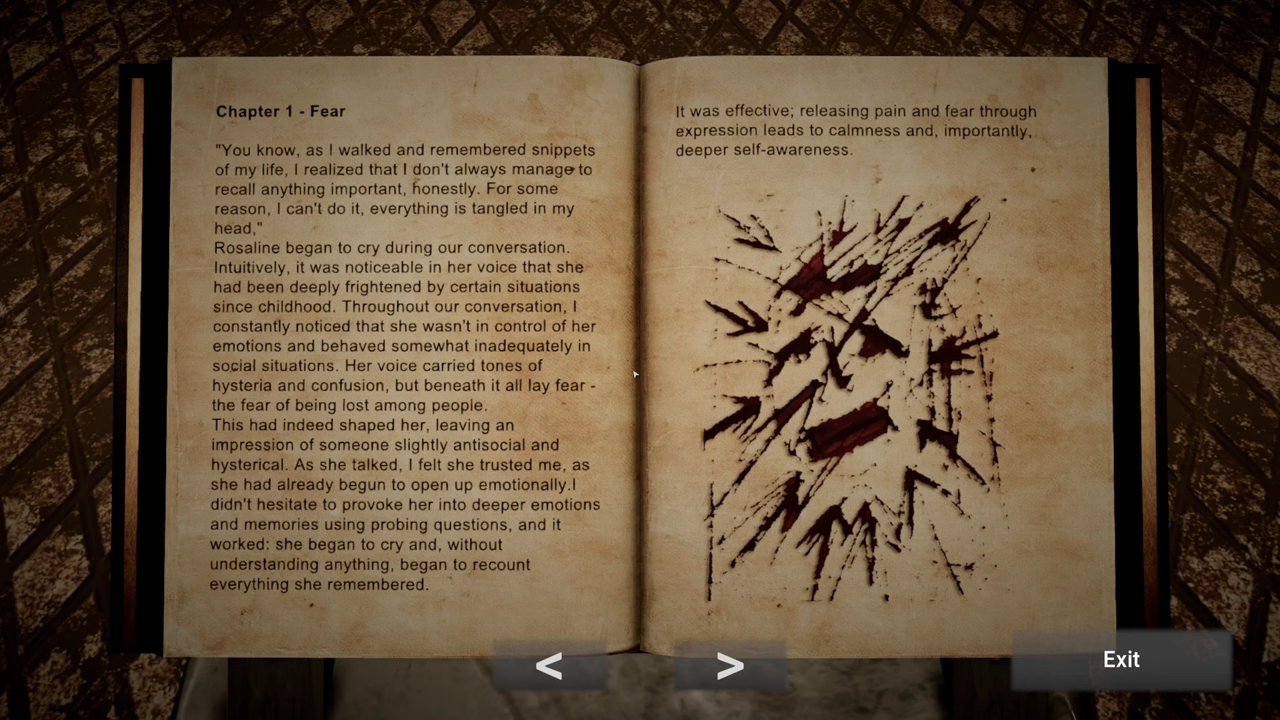 Chapter 1 - Fear
"You know, as I walked and remembered snippets
of my life, I realized that I don't always manage to
recall anything important, honestly. For some
reason, I can't do it, everything is tangled in my
head,"
Rosaline began to cry during our conversation.
Intuitively, it was noticeable in her voice that she
had been deeply frightened by certain situations
since childhood. Throughout our conversation, I
constantly noticed that she wasn't in control of her
emotions and behaved somewhat inadequately in
social situations. Her voice carried tones of
hysteria and confusion, but beneath it all lay fear -
the fear of being lost among people.
This had indeed shaped her, leaving an
impression of someone slightly antisocial and
hysterical. As she talked, I felt she trusted me, as
she had already begun to open up emotionally.I
didn't hesitate to provoke her into deeper emotions
and memories using probing questions, and it
worked: she began to cry and, without
understanding anything, began to recount
everything she remembered.
It was effective; releasing pain and fear through
expression leads to calmness and, importantly,
deeper self-awareness.
< >
Exit